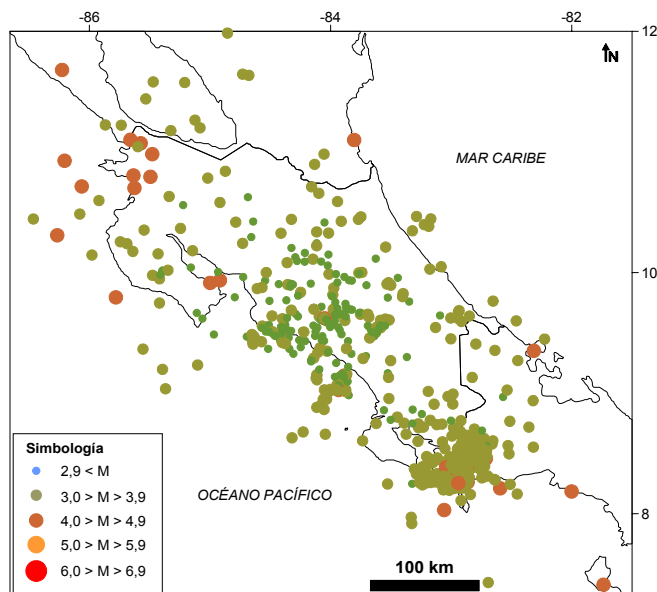 -86 -84 -82
12
N
MAR CARIBE
10
Simbología
2,9 < M
3,0 > M > 3,9
4,0 > M > 4,9
5,0 > M > 5,9
6,0 > M > 6,9
OCÉANO PACÍFICO
8
100 km